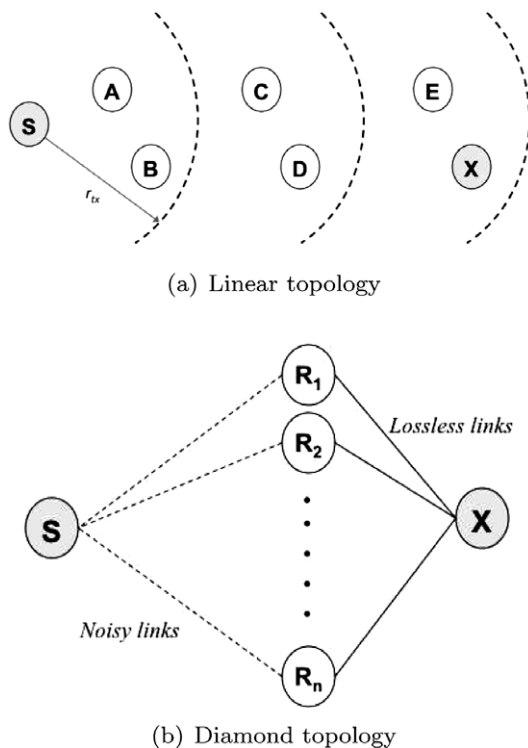 A C E
S
B D X
r_tx
(a) Linear topology
R₁
Lossless links
R₂
S X
Noisy links
Rₙ
(b) Diamond topology